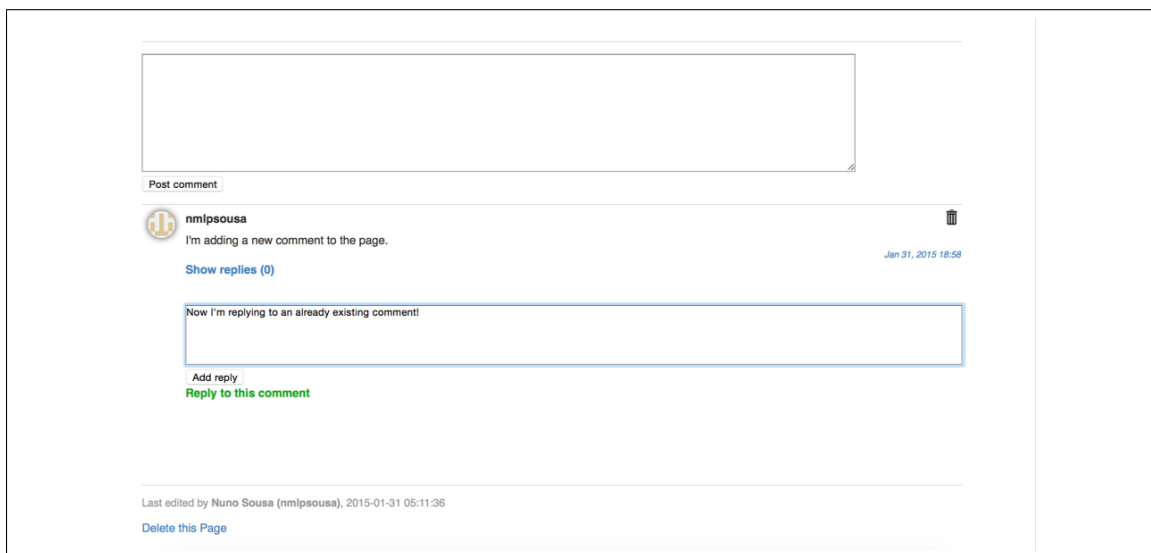 Post comment
nmlpsousa
I'm adding a new comment to the page.
Jan 31, 2015 18:58
Show replies (0)
Now I'm replying to an already existing comment!
Add reply
Reply to this comment
Last edited by Nuno Sousa (nmlpsousa), 2015-01-31 05:11:36
Delete this Page